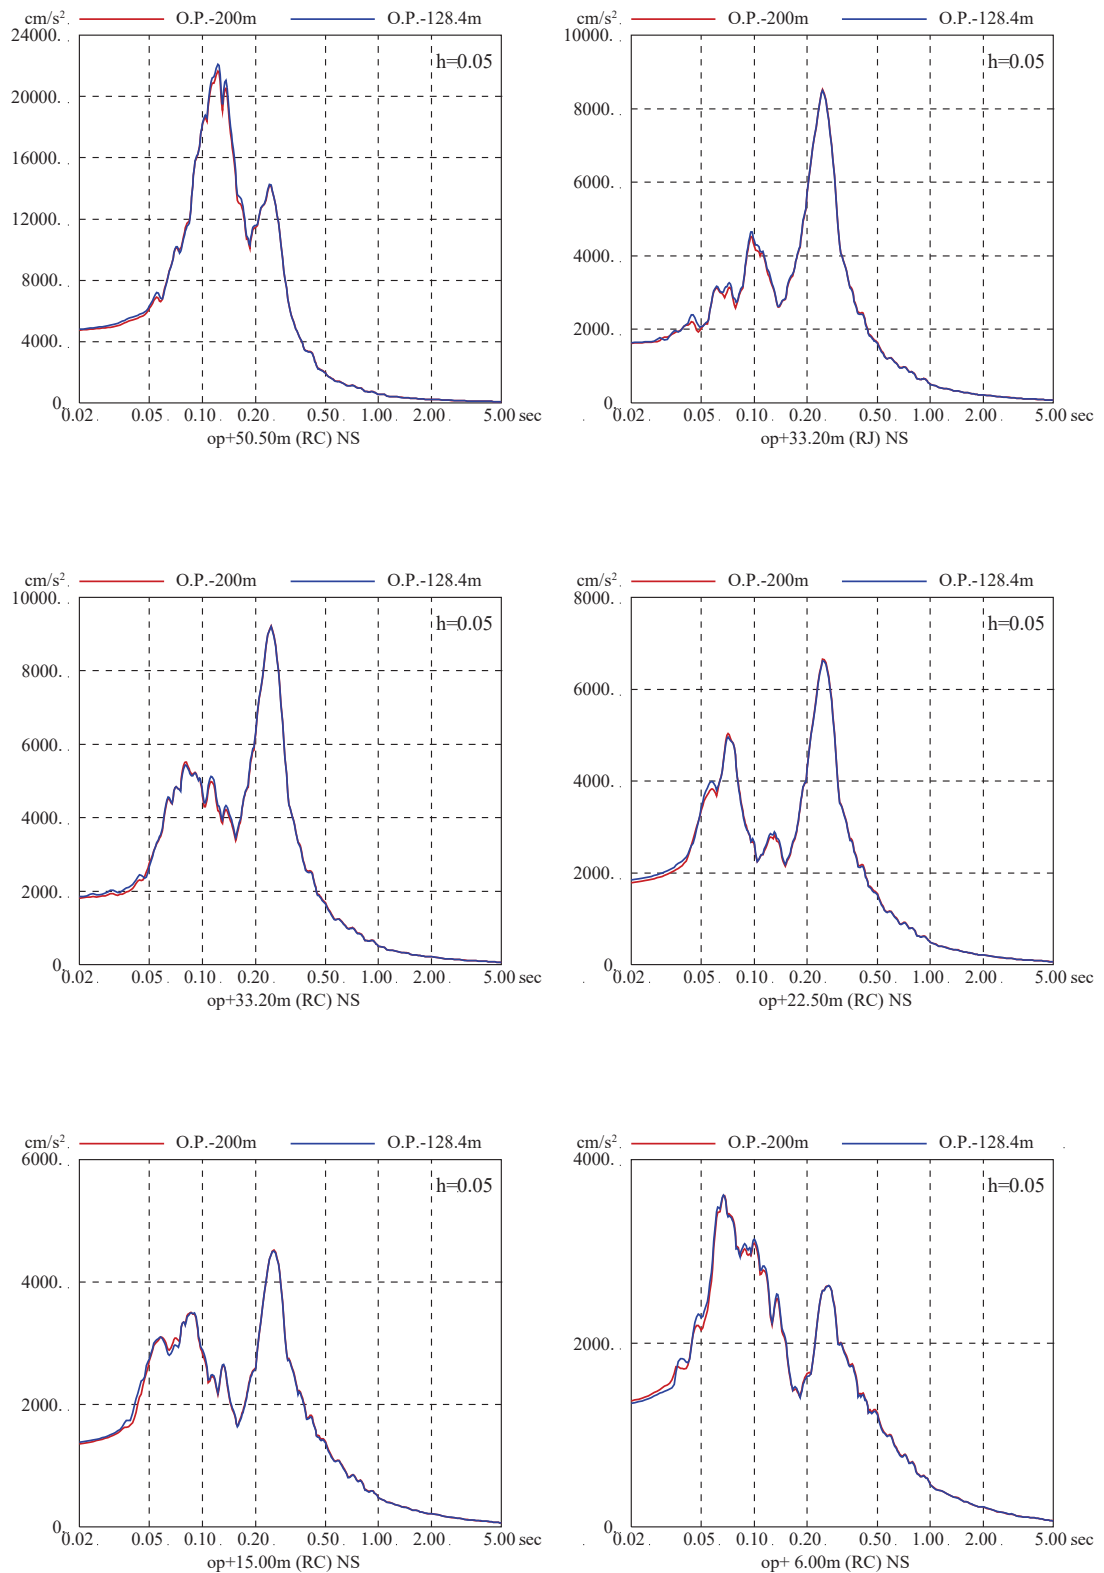 cm/s² O.P.-200m O.P.-128.4m
24000.
h=0.05
20000.
16000.
12000.
8000.
4000.
0.
0.02 0.05 0.10 0.20 0.50 1.00 2.00 5.00 sec
op+50.50m (RC) NS
cm/s² O.P.-200m O.P.-128.4m
10000.
h=0.05
8000.
6000.
4000.
2000.
0.
0.02 0.05 0.10 0.20 0.50 1.00 2.00 5.00 sec
op+33.20m (RJ) NS
cm/s² O.P.-200m O.P.-128.4m
10000.
h=0.05
8000.
6000.
4000.
2000.
0.
0.02 0.05 0.10 0.20 0.50 1.00 2.00 5.00 sec
op+33.20m (RC) NS
cm/s² O.P.-200m O.P.-128.4m
8000.
h=0.05
6000.
4000.
2000.
0.
0.02 0.05 0.10 0.20 0.50 1.00 2.00 5.00 sec
op+22.50m (RC) NS
cm/s² O.P.-200m O.P.-128.4m
6000.
h=0.05
4000.
2000.
0.
0.02 0.05 0.10 0.20 0.50 1.00 2.00 5.00 sec
op+15.00m (RC) NS
cm/s² O.P.-200m O.P.-128.4m
4000.
h=0.05
2000.
0.
0.02 0.05 0.10 0.20 0.50 1.00 2.00 5.00 sec
op+ 6.00m (RC) NS